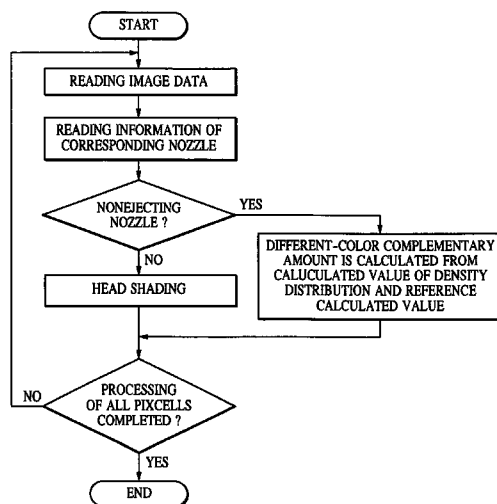 START
READING IMAGE DATA
READING INFORMATION OF
CORRESPONDING NOZZLE
NONEJECTING
NOZZLE ?
YES
NO
DIFFERENT-COLOR COMPLEMENTARY
AMOUNT IS CALCULATED FROM
CALUCULATED VALUE OF DENSITY
DISTRIBUTION AND REFERENCE
CALCULATED VALUE
HEAD SHADING
NO
PROCESSING
OF ALL PIXCELLS
COMPLETED ?
YES
END